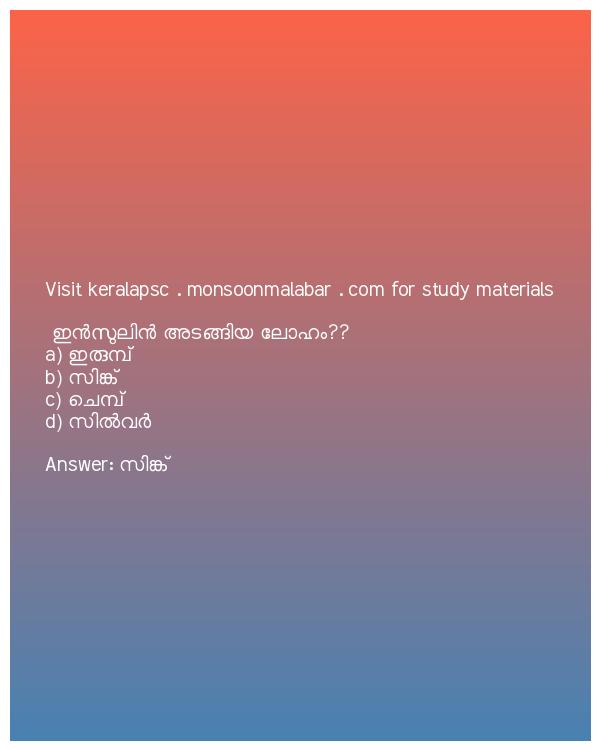 Visit keralapsc . monsoonmalabar . com for study materials
ഇൻസുലിൻ അടങ്ങിയ ലോഹം??
a) ഇരുമ്പ്
b) സിങ്ക്
c) ചെമ്പ്
d) സിൽവർ
Answer: സിങ്ക്